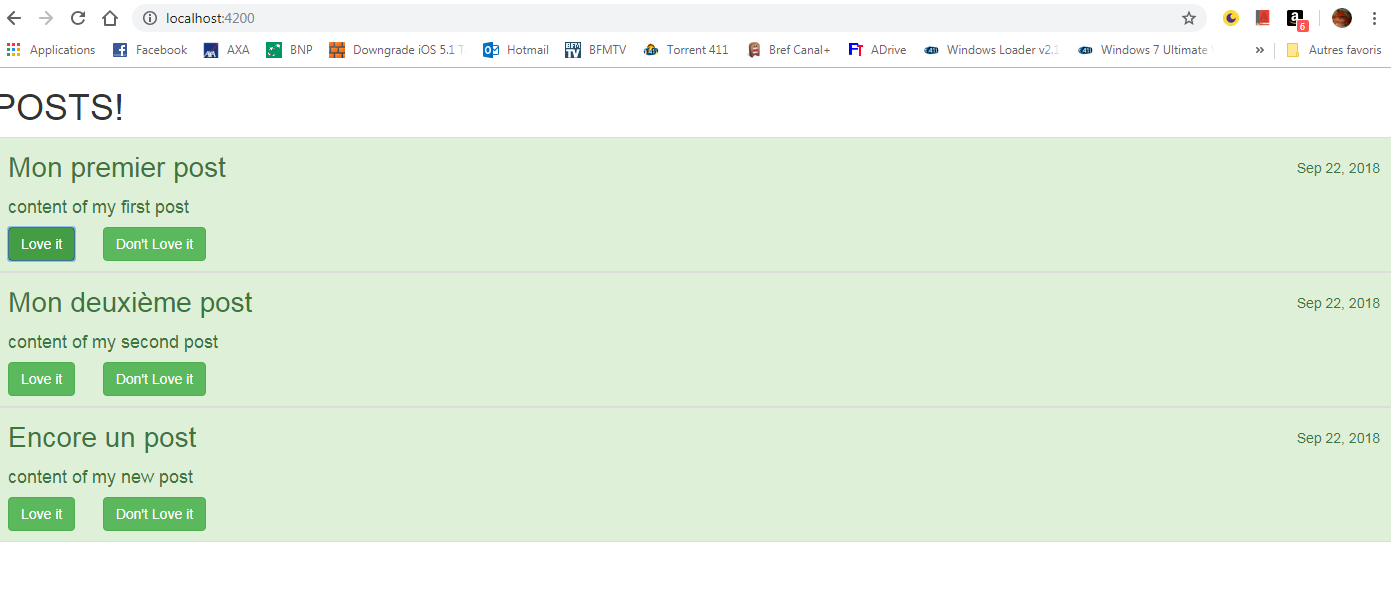 localhost:4200
6
Applications Facebook AXA BNP Downgrade iOS 5.1 Hotmail BFM TV BFMTV Torrent 411 Bref Canal+ ADrive Windows Loader v2. Windows 7 Ultimate » Autres favoris
POSTS!
Mon premier post Sep 22, 2018
content of my first post
Love it Don't Love it
Mon deuxième post Sep 22, 2018
content of my second post
Love it Don't Love it
Encore un post Sep 22, 2018
content of my new post
Love it Don't Love it